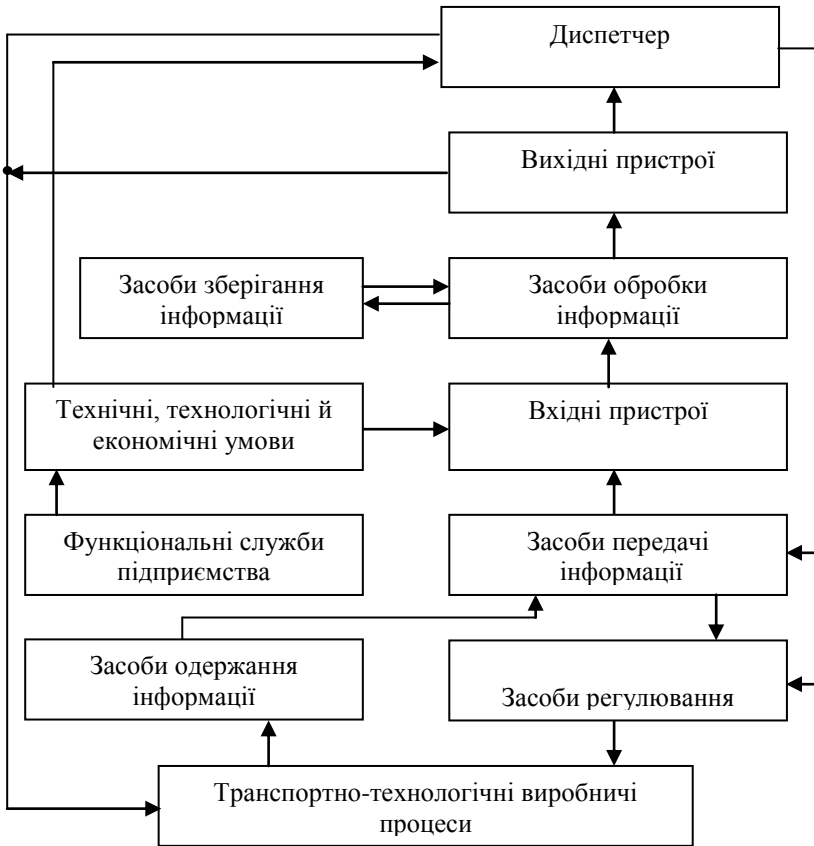 Диспетчер
Вихідні пристрої
Засоби зберігання
інформації
Засоби обробки
інформації
Технічні, технологічні й
економічні умови
Вхідні пристрої
Функціональні служби
підприємства
Засоби передачі
інформації
Засоби одержання
інформації
Засоби регулювання
Транспортно-технологічні виробничі
процеси